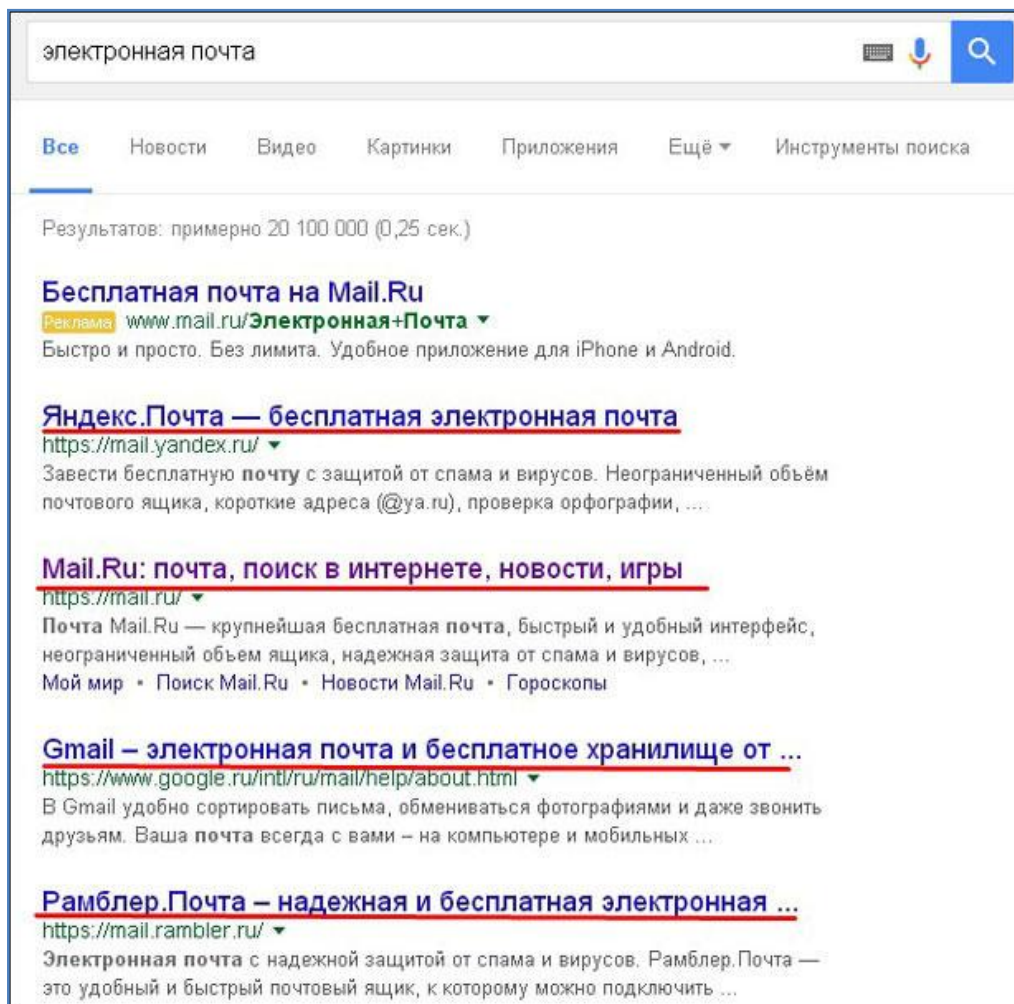 электронная почта
Все Новости Видео Картинки Приложения Ещё Инструменты поиска
Результатов: примерно 20 100 000 (0,25 сек.)
Бесплатная почта на Mail.Ru
Реклама www.mail.ru/Электронная+Почта
Быстро и просто. Без лимита. Удобное приложение для iPhone и Android.
Яндекс.Почта — бесплатная электронная почта
https://mail.yandex.ru/
Завести бесплатную почту с защитой от спама и вирусов. Неограниченный объём
почтового ящика, короткие адреса (@ya.ru), проверка орфографии, ...
Mail.Ru: почта, поиск в интернете, новости, игры
https://mail.ru/
Почта Mail.Ru — крупнейшая бесплатная почта, быстрый и удобный интерфейс,
неограниченный объем ящика, надежная защита от спама и вирусов, ...
Мой мир • Поиск Mail.Ru • Новости Mail.Ru • Гороскопы
Gmail – электронная почта и бесплатное хранилище от ...
https://www.google.ru/intl/ru/mail/help/about.html
В Gmail удобно сортировать письма, обмениваться фотографиями и даже звонить
друзьям. Ваша почта всегда с вами – на компьютере и мобильных ...
Рамблер.Почта – надежная и бесплатная электронная ...
https://mail.rambler.ru/
Электронная почта с надежной защитой от спама и вирусов. Рамблер.Почта —
это удобный и быстрый почтовый ящик, к которому можно подключить ...